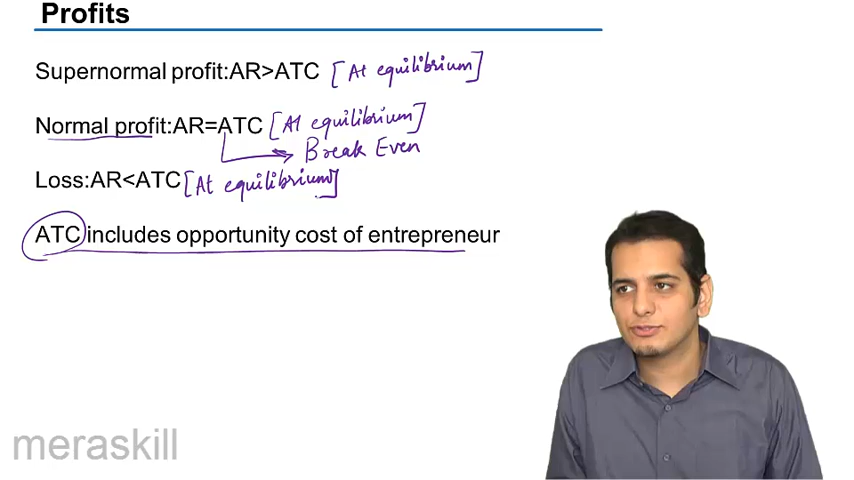 Profits
Supernormal profit:AR>ATC [At equilibrium]
Normal profit:AR=ATC [At equilibrium]
Break Even
Loss:AR<ATC [At equilibrium]
ATC includes opportunity cost of entrepreneur
meraskill